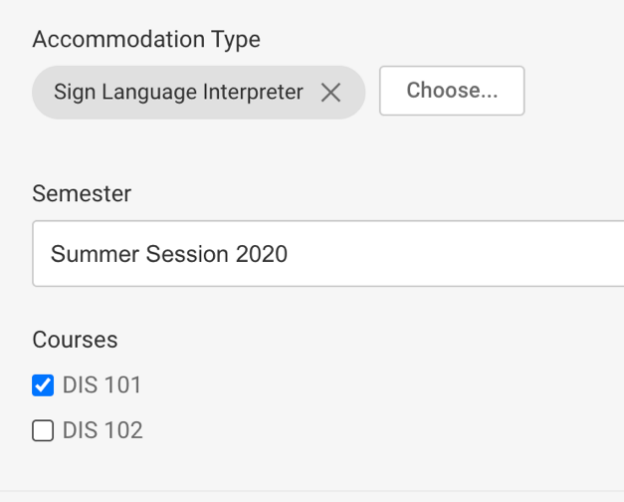 Accommodation Type
Sign Language Interpreter Choose...
Semester
Summer Session 2020
Courses
DIS 101
DIS 102